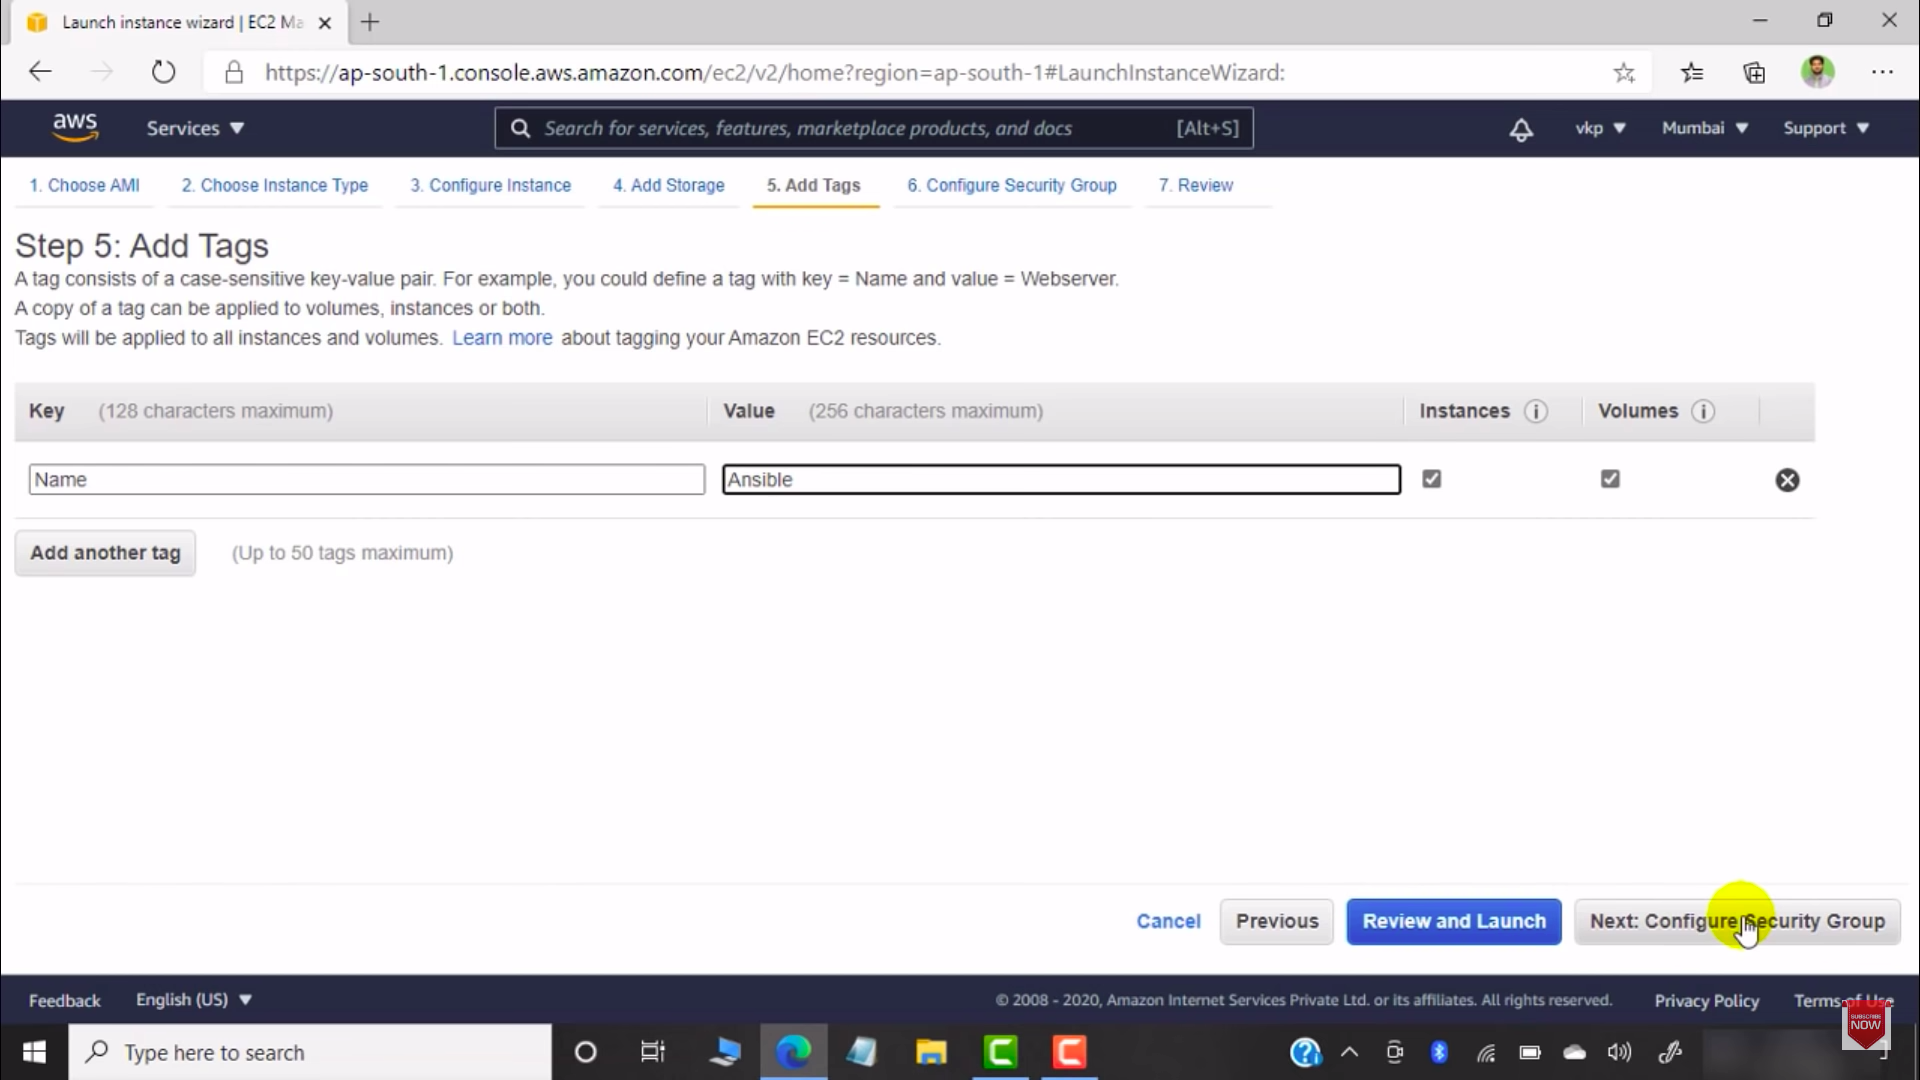 Launch instance wizard | EC2 Ma
https://ap-south-1.console.aws.amazon.com/ec2/v2/home?region=ap-south-1#LaunchInstanceWizard:
aws
Services
Search for services, features, marketplace products, and docs
[Alt+S]
vkp
Mumbai
Support
1. Choose AMI
2. Choose Instance Type
3. Configure Instance
4. Add Storage
5. Add Tags
6. Configure Security Group
7. Review
Step 5: Add Tags
A tag consists of a case-sensitive key-value pair. For example, you could define a tag with key = Name and value = Webserver.
A copy of a tag can be applied to volumes, instances or both.
Tags will be applied to all instances and volumes. Learn more about tagging your Amazon EC2 resources.
Key (128 characters maximum)
Value (256 characters maximum)
Instances
Volumes
Name
Ansible
Add another tag
(Up to 50 tags maximum)
Cancel
Previous
Review and Launch
Next: Configure Security Group
Feedback
English (US)
© 2008 - 2020, Amazon Internet Services Private Ltd. or its affiliates. All rights reserved.
Privacy Policy
Terms of Use
SUBSCRIBE
NOW
Type here to search